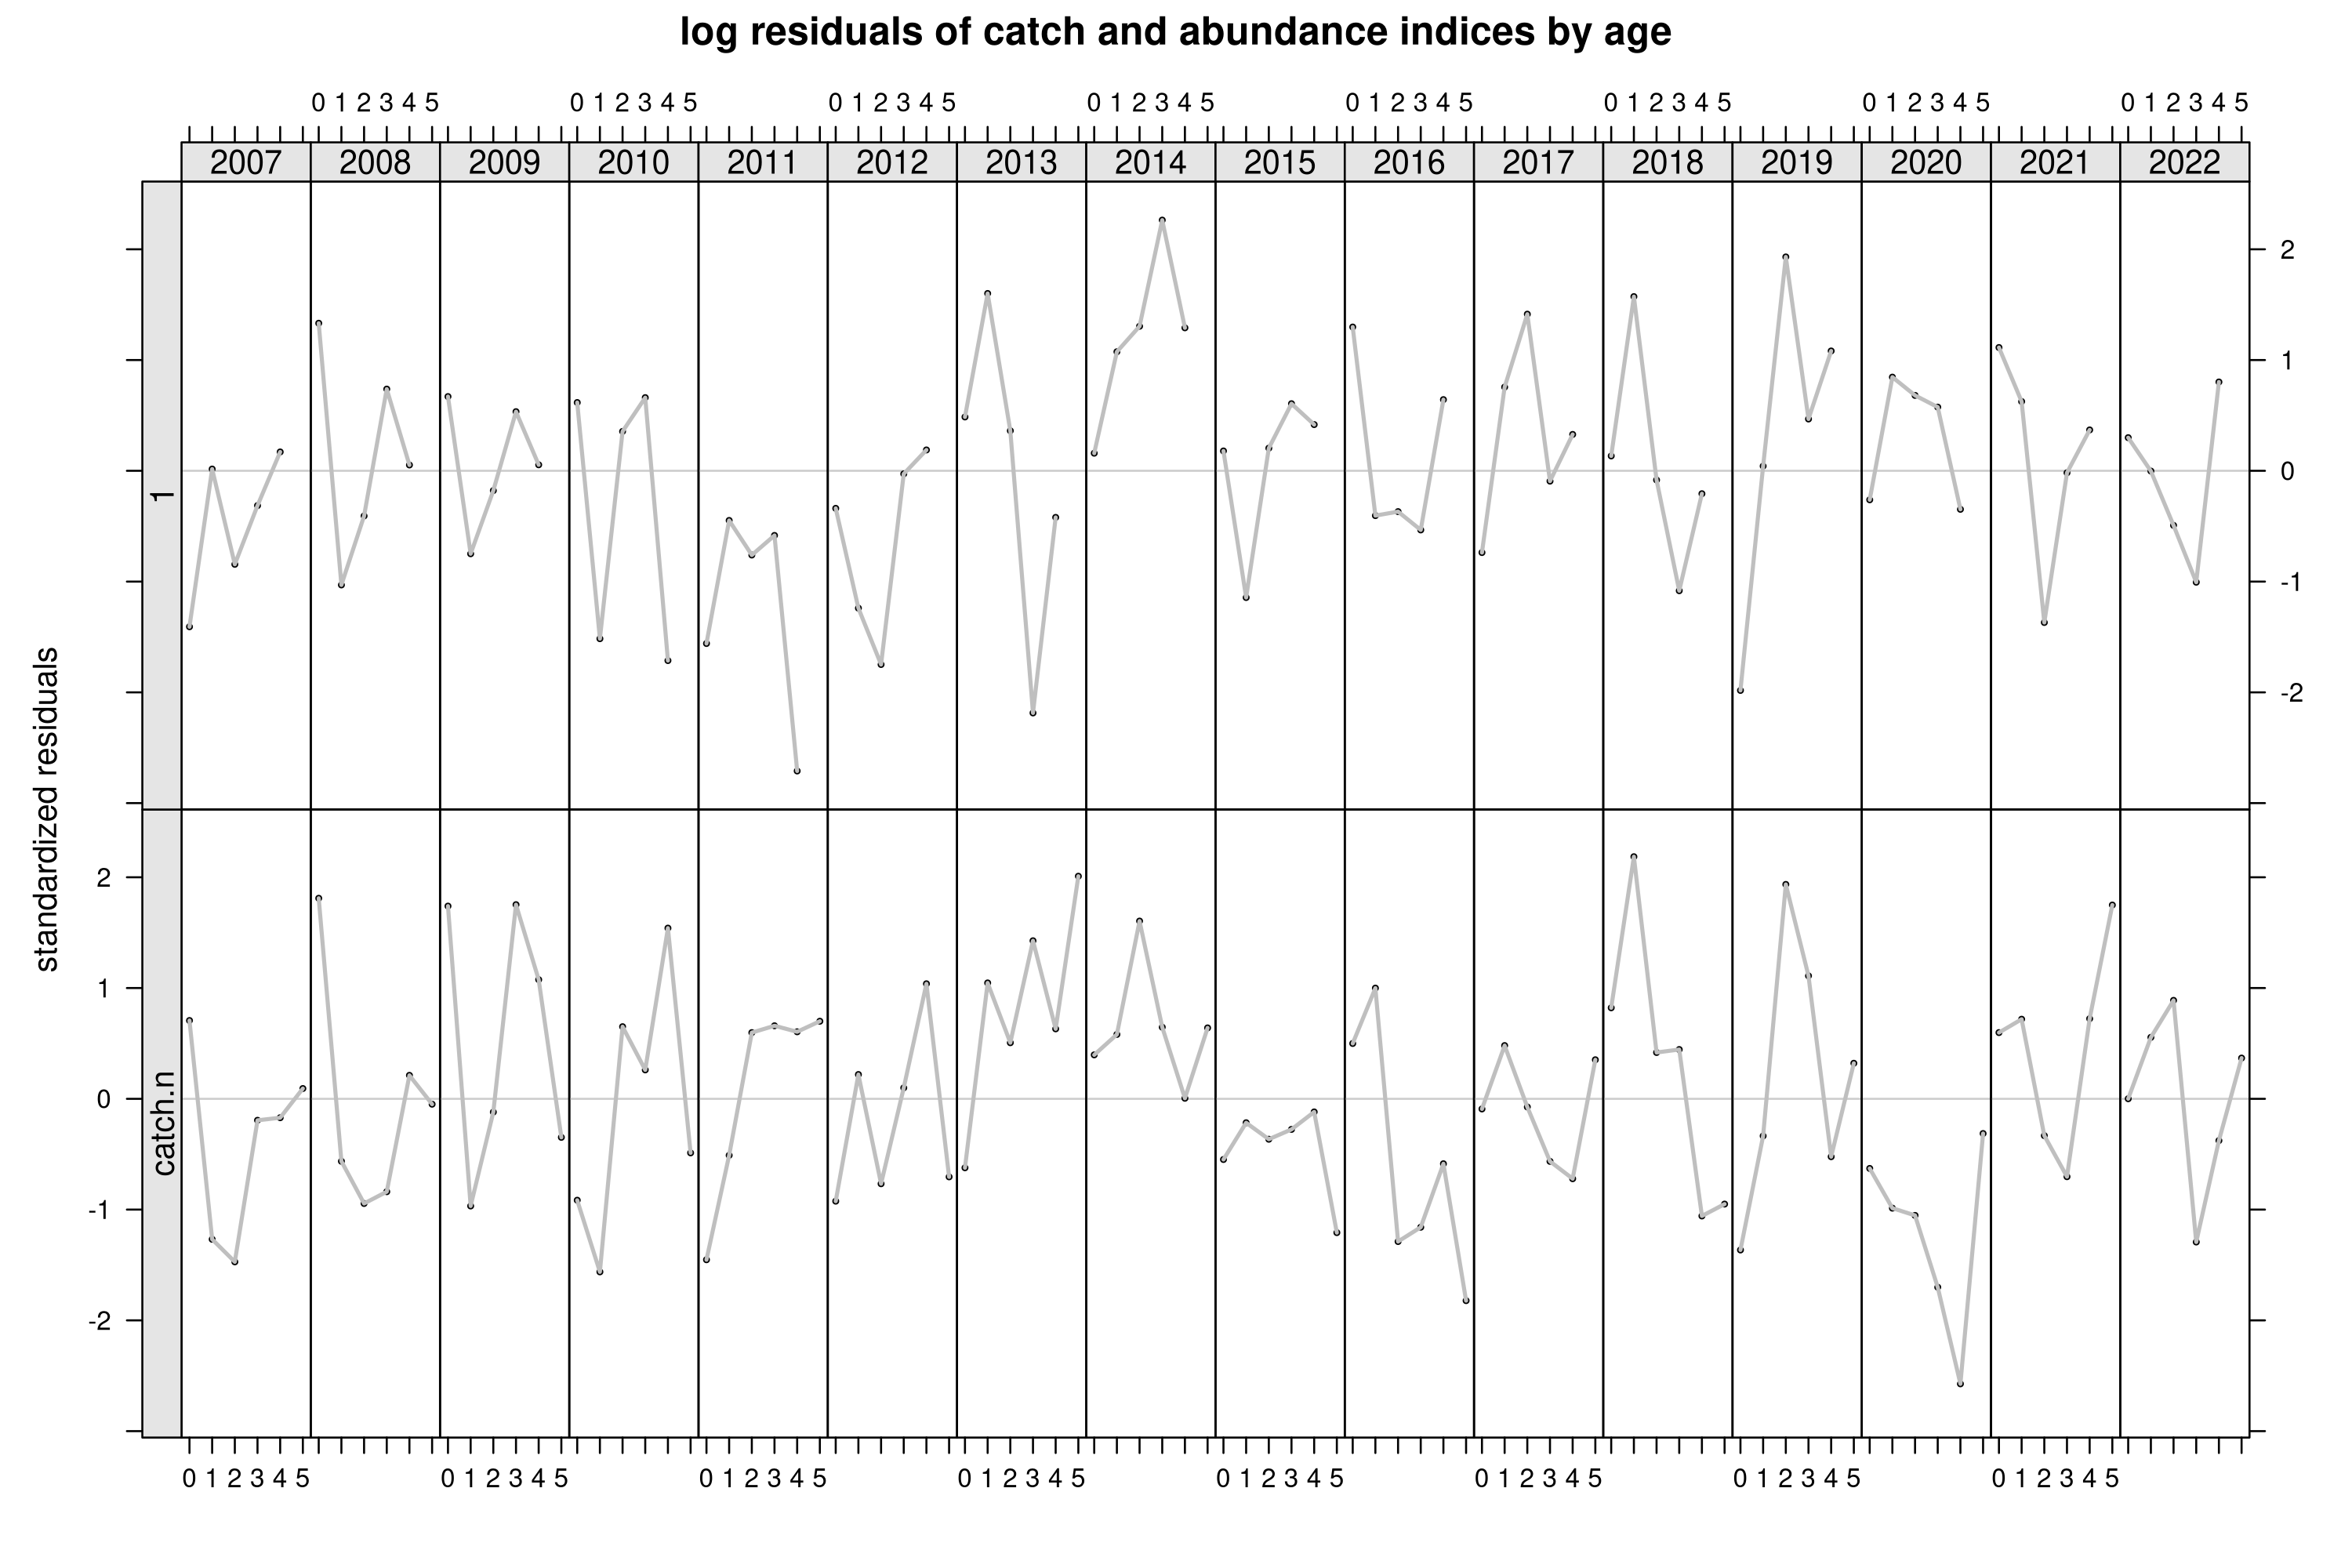 log residuals of catch and abundance indices by age
0 1 2 3 4 5 0 1 2 3 4 5 0 1 2 3 4 5 0 1 2 3 4 5 0 1 2 3 4 5 0 1 2 3 4 5 0 1 2 3 4 5 0 1 2 3 4 5
2007 2008 2009 2010 2011 2012 2013 2014 2015 2016 2017 2018 2019 2020 2021 2022
2
1
0
-1
-2
1
standardized residuals
2
1
0
-1
-2
catch.n
0 1 2 3 4 5 0 1 2 3 4 5 0 1 2 3 4 5 0 1 2 3 4 5 0 1 2 3 4 5 0 1 2 3 4 5 0 1 2 3 4 5 0 1 2 3 4 5